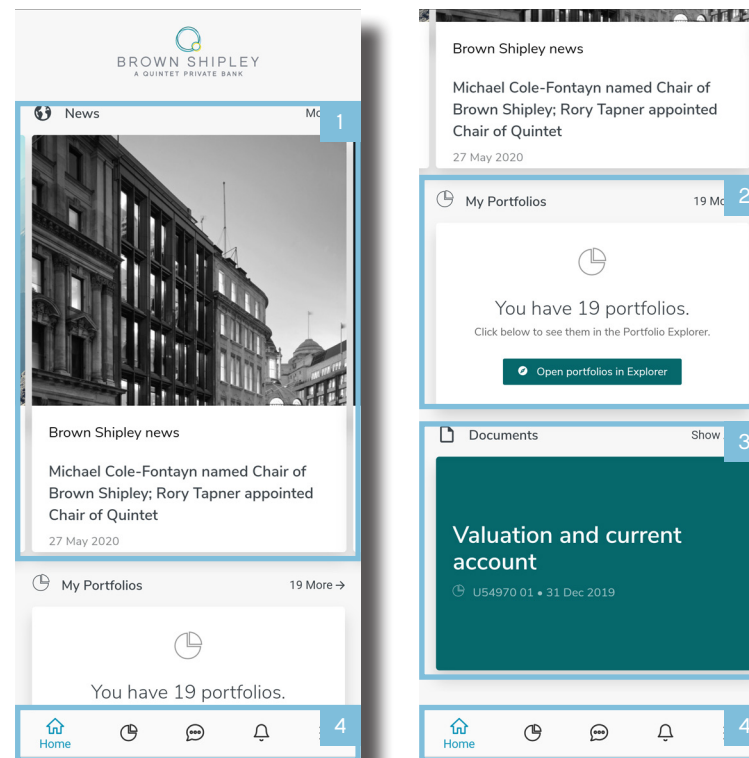 BROWN SHIPLEY
A QUINTET PRIVATE BANK
News
1
Brown Shipley news
Michael Cole-Fontayn named Chair of
Brown Shipley; Rory Tapner appointed
Chair of Quintet
27 May 2020
My Portfolios 19 More →
You have 19 portfolios.
Home
4
Brown Shipley news
Michael Cole-Fontayn named Chair of
Brown Shipley; Rory Tapner appointed
Chair of Quintet
27 May 2020
My Portfolios 19 Mo
2
You have 19 portfolios.
Click below to see them in the Portfolio Explorer.
Open portfolios in Explorer
Documents Show
3
Valuation and current
account
U54970 01 • 31 Dec 2019
Home
4